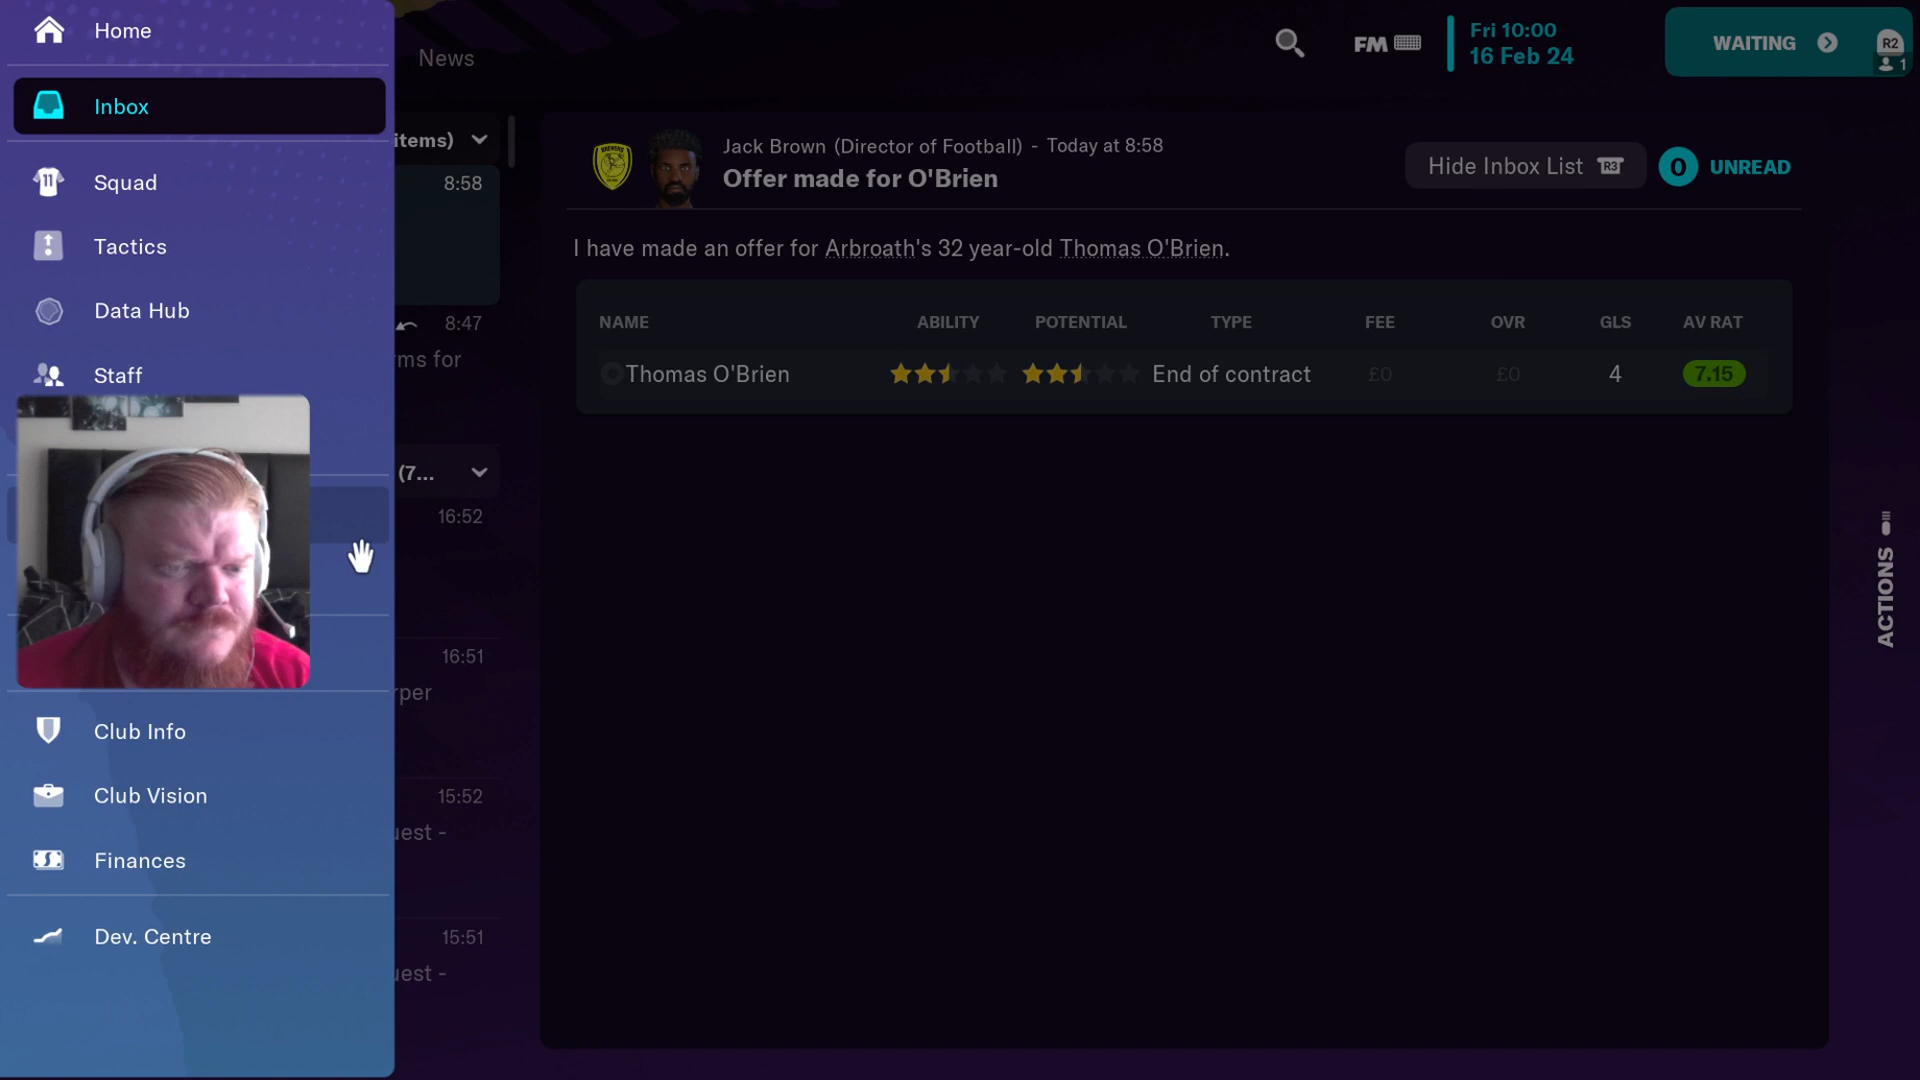 Home
Inbox
Squad
Tactics
Data Hub
Staff
Club Info
Club Vision
Finances
Dev. Centre
News
items)
8:58
8:47
ms for
(7...
16:52
16:51
rper
15:52
uest -
15:51
uest -
FM
Fri 10:00
16 Feb 24
WAITING
R2
1
BREWERS
Jack Brown (Director of Football) - Today at 8:58
Offer made for O'Brien
Hide Inbox List R3
0 UNREAD
I have made an offer for Arbroath's 32 year-old Thomas O'Brien.
NAME ABILITY POTENTIAL TYPE FEE OVR GLS AV RAT
Thomas O'Brien End of contract £0 £0 4 7.15
ACTIONS
11